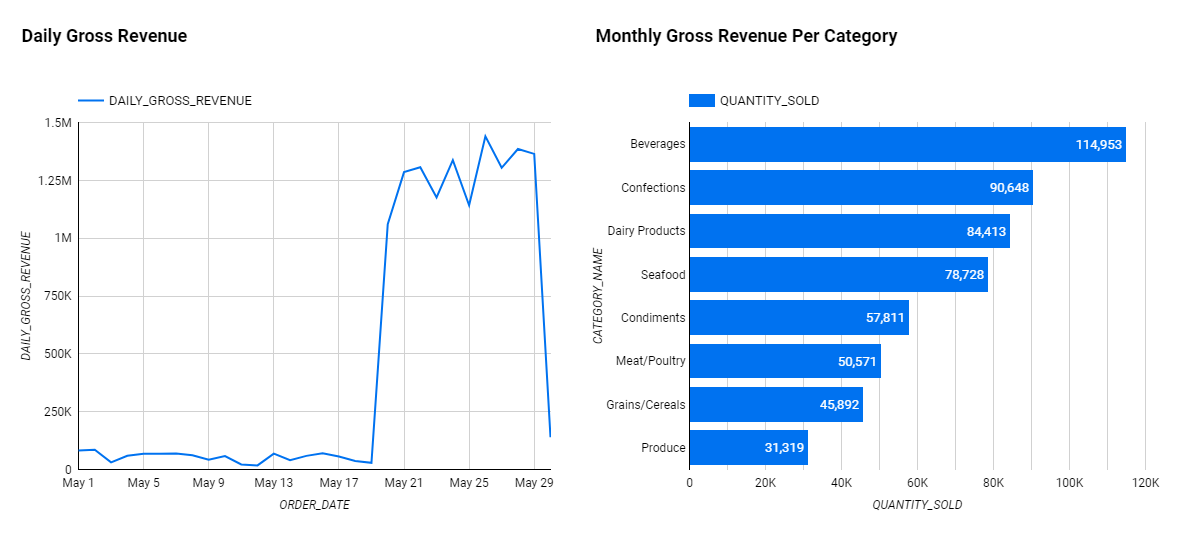 Daily Gross Revenue
DAILY_GROSS_REVENUE
1.5M
1.25M
1M
750K
500K
250K
0
DAILY_GROSS_REVENUE
May 1 May 5 May 9 May 13 May 17 May 21 May 25 May 29
ORDER_DATE
Monthly Gross Revenue Per Category
QUANTITY_SOLD
CATEGORY_NAME
Beverages 114,953
Confections 90,648
Dairy Products 84,413
Seafood 78,728
Condiments 57,811
Meat/Poultry 50,571
Grains/Cereals 45,892
Produce 31,319
0 20K 40K 60K 80K 100K 120K
QUANTITY_SOLD